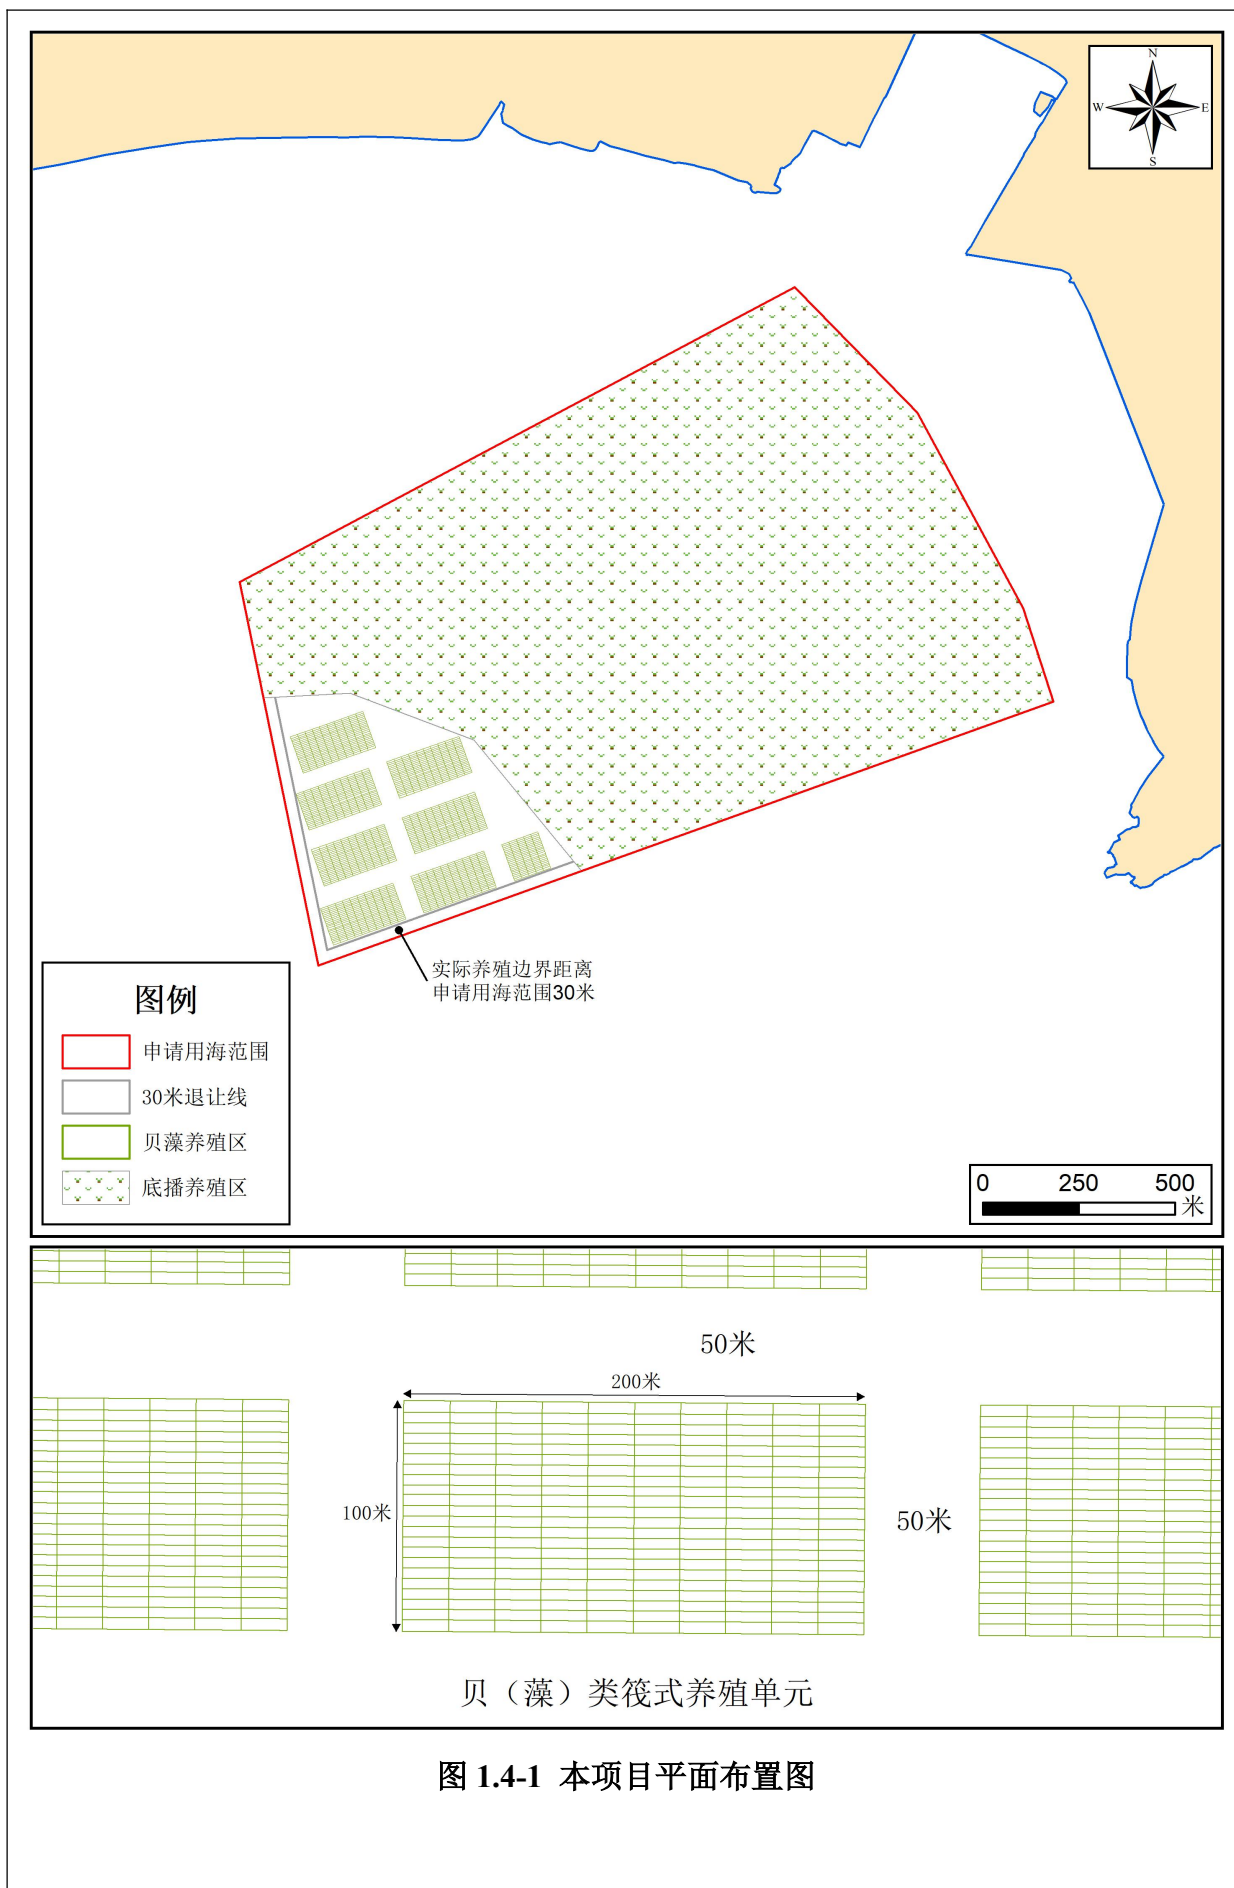 N
W
E
S
实际养殖边界距离
申请用海范围30米
图例
申请用海范围
30米退让线
贝藻养殖区
底播养殖区
0 250 500
米
50米
200米
100米
50米
贝（藻）类筏式养殖单元
图 1.4-1 本项目平面布置图